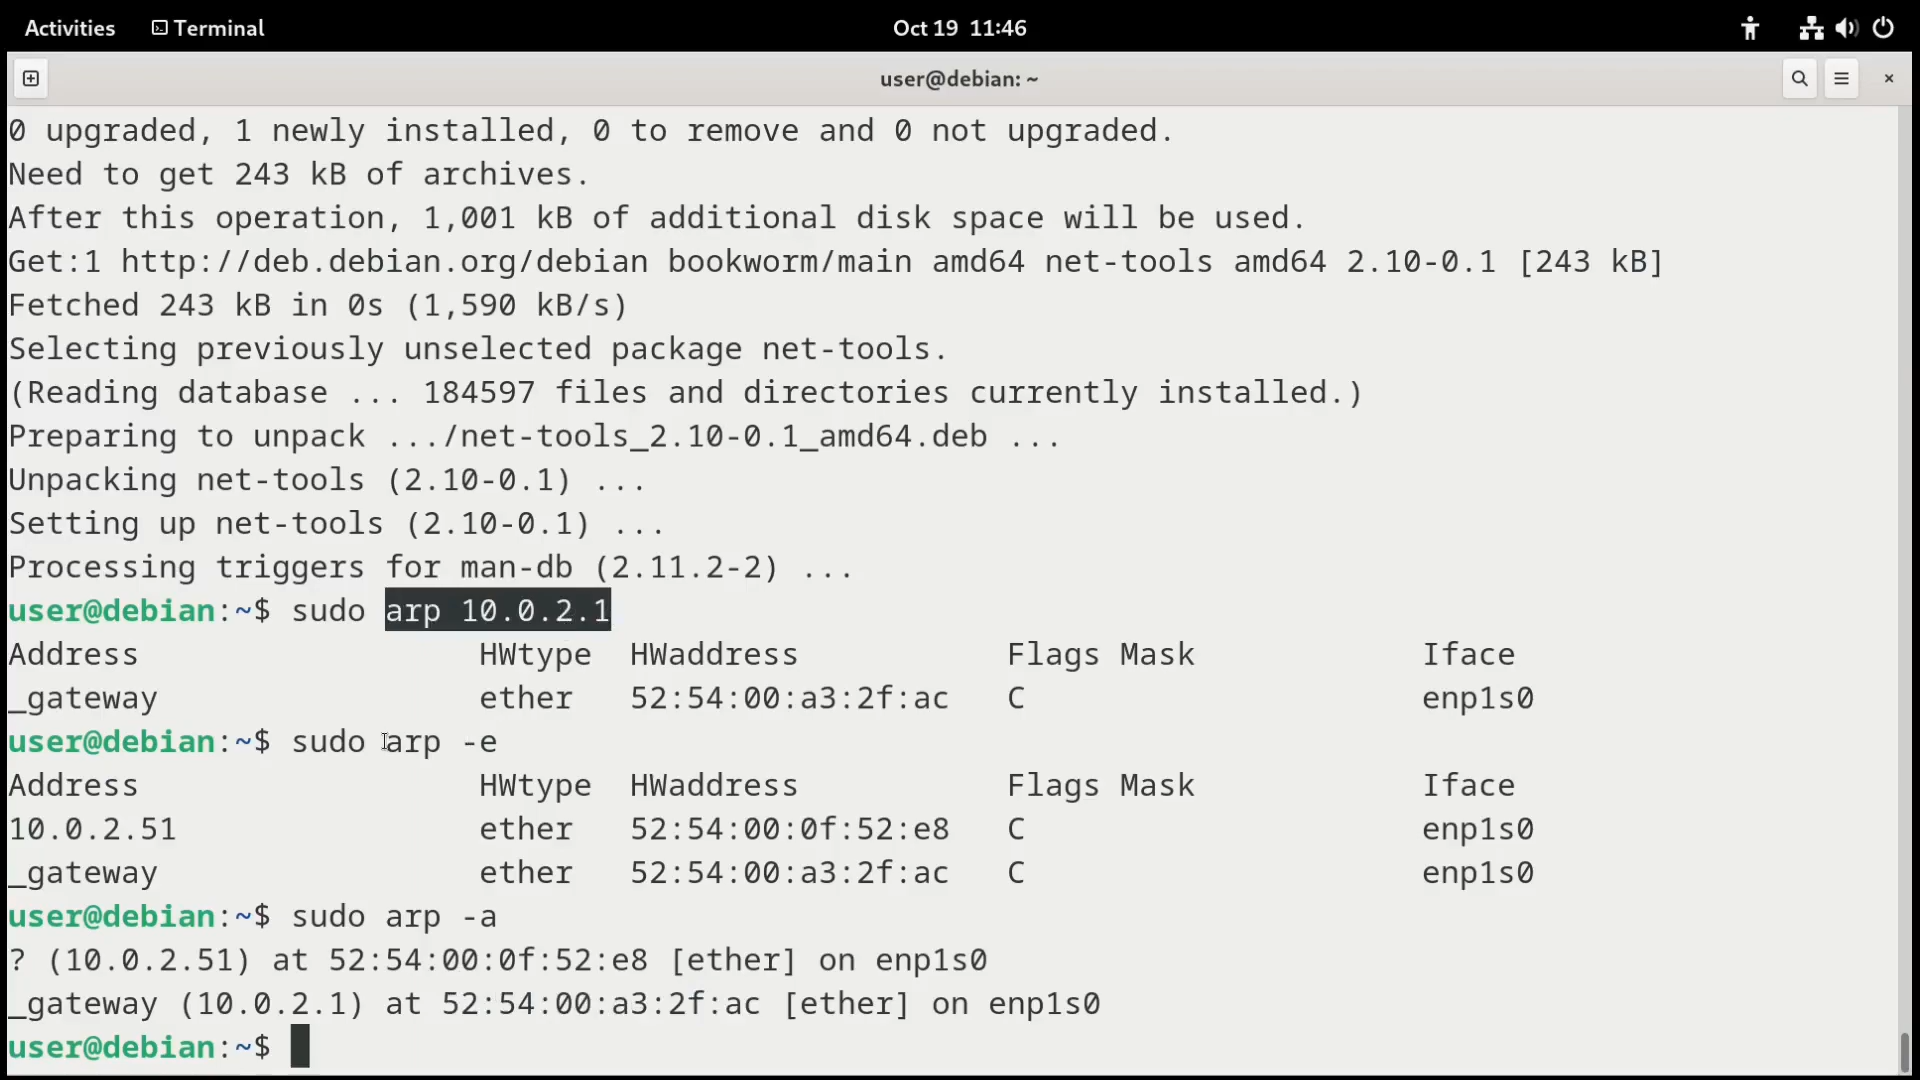 Activities Terminal Oct 19 11:46
user@debian: ~
0 upgraded, 1 newly installed, 0 to remove and 0 not upgraded.
Need to get 243 kB of archives.
After this operation, 1,001 kB of additional disk space will be used.
Get:1 http://deb.debian.org/debian bookworm/main amd64 net-tools amd64 2.10-0.1 [243 kB]
Fetched 243 kB in 0s (1,590 kB/s)
Selecting previously unselected package net-tools.
(Reading database ... 184597 files and directories currently installed.)
Preparing to unpack .../net-tools_2.10-0.1_amd64.deb ...
Unpacking net-tools (2.10-0.1) ...
Setting up net-tools (2.10-0.1) ...
Processing triggers for man-db (2.11.2-2) ...
user@debian:~$ sudo arp 10.0.2.1
Address HWtype HWaddress Flags Mask Iface
_gateway ether 52:54:00:a3:2f:ac C enp1s0
user@debian:~$ sudo arp -e
Address HWtype HWaddress Flags Mask Iface
10.0.2.51 ether 52:54:00:0f:52:e8 C enp1s0
_gateway ether 52:54:00:a3:2f:ac C enp1s0
user@debian:~$ sudo arp -a
? (10.0.2.51) at 52:54:00:0f:52:e8 [ether] on enp1s0
_gateway (10.0.2.1) at 52:54:00:a3:2f:ac [ether] on enp1s0
user@debian:~$